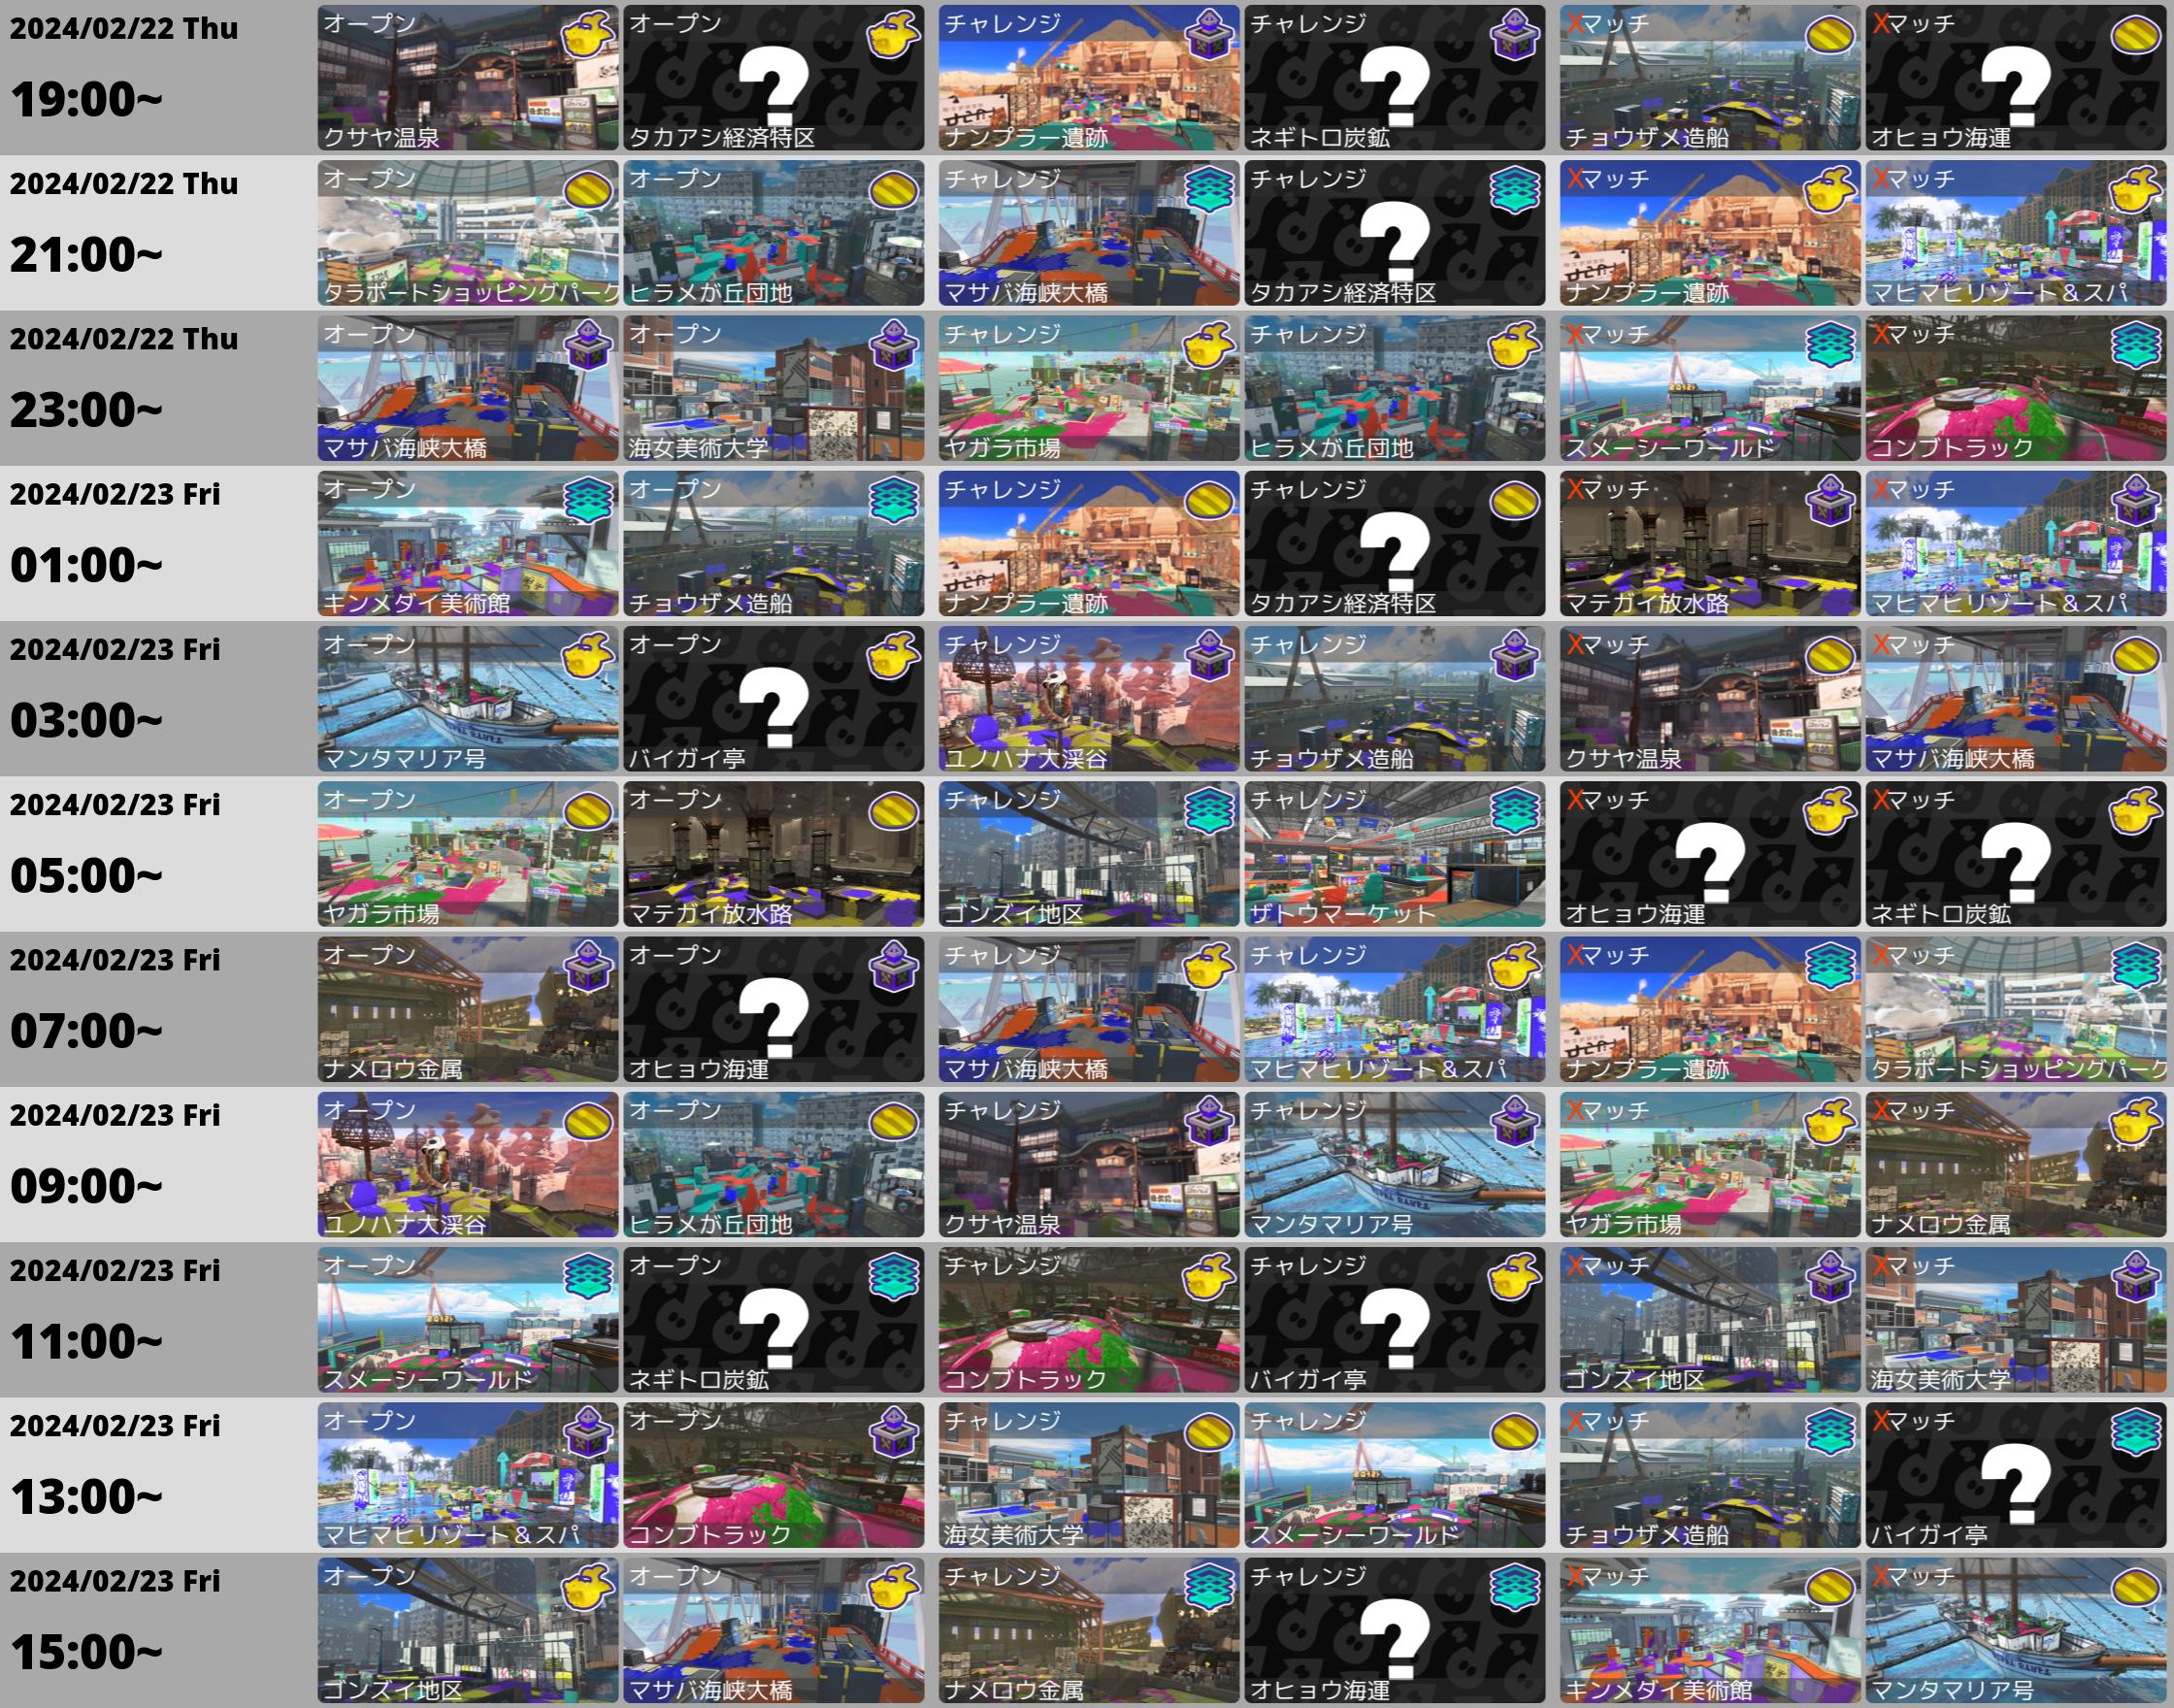 2024/02/22 Thu
19:00~
オープン
クサヤ温泉
オープン
タカアシ経済特区
チャレンジ
ナンプラー遺跡
チャレンジ
ネギトロ炭鉱
Xマッチ
チョウザメ造船
Xマッチ
オヒョウ海運
2024/02/22 Thu
21:00~
オープン
タラポートショッピングパーク
オープン
ヒラメが丘団地
チャレンジ
マサバ海峡大橋
チャレンジ
タカアシ経済特区
Xマッチ
ナンプラー遺跡
Xマッチ
マヒマヒリゾート＆スパ
2024/02/22 Thu
23:00~
オープン
マサバ海峡大橋
オープン
海女美術大学
チャレンジ
ヤガラ市場
チャレンジ
ヒラメが丘団地
Xマッチ
スメーシーワールド
Xマッチ
コンブトラック
2024/02/23 Fri
01:00~
オープン
キンメダイ美術館
オープン
チョウザメ造船
チャレンジ
ナンプラー遺跡
チャレンジ
タカアシ経済特区
Xマッチ
マテガイ放水路
Xマッチ
マヒマヒリゾート＆スパ
2024/02/23 Fri
03:00~
オープン
マンタマリア号
オープン
バイガイ亭
チャレンジ
ユノハナ大渓谷
チャレンジ
チョウザメ造船
Xマッチ
クサヤ温泉
Xマッチ
マサバ海峡大橋
2024/02/23 Fri
05:00~
オープン
ヤガラ市場
オープン
マテガイ放水路
チャレンジ
ゴンズイ地区
チャレンジ
ザトウマーケット
Xマッチ
オヒョウ海運
Xマッチ
ネギトロ炭鉱
2024/02/23 Fri
07:00~
オープン
ナメロウ金属
オープン
オヒョウ海運
チャレンジ
マサバ海峡大橋
チャレンジ
マヒマヒリゾート＆スパ
Xマッチ
ナンプラー遺跡
Xマッチ
タラポートショッピングパーク
2024/02/23 Fri
09:00~
オープン
ユノハナ大渓谷
オープン
ヒラメが丘団地
チャレンジ
クサヤ温泉
チャレンジ
マンタマリア号
Xマッチ
ヤガラ市場
Xマッチ
ナメロウ金属
2024/02/23 Fri
11:00~
オープン
スメーシーワールド
オープン
ネギトロ炭鉱
チャレンジ
コンブトラック
チャレンジ
バイガイ亭
Xマッチ
ゴンズイ地区
Xマッチ
海女美術大学
2024/02/23 Fri
13:00~
オープン
マヒマヒリゾート＆スパ
オープン
コンブトラック
チャレンジ
海女美術大学
チャレンジ
スメーシーワールド
Xマッチ
チョウザメ造船
Xマッチ
バイガイ亭
2024/02/23 Fri
15:00~
オープン
ゴンズイ地区
オープン
マサバ海峡大橋
チャレンジ
ナメロウ金属
チャレンジ
オヒョウ海運
Xマッチ
キンメダイ美術館
Xマッチ
マンタマリア号